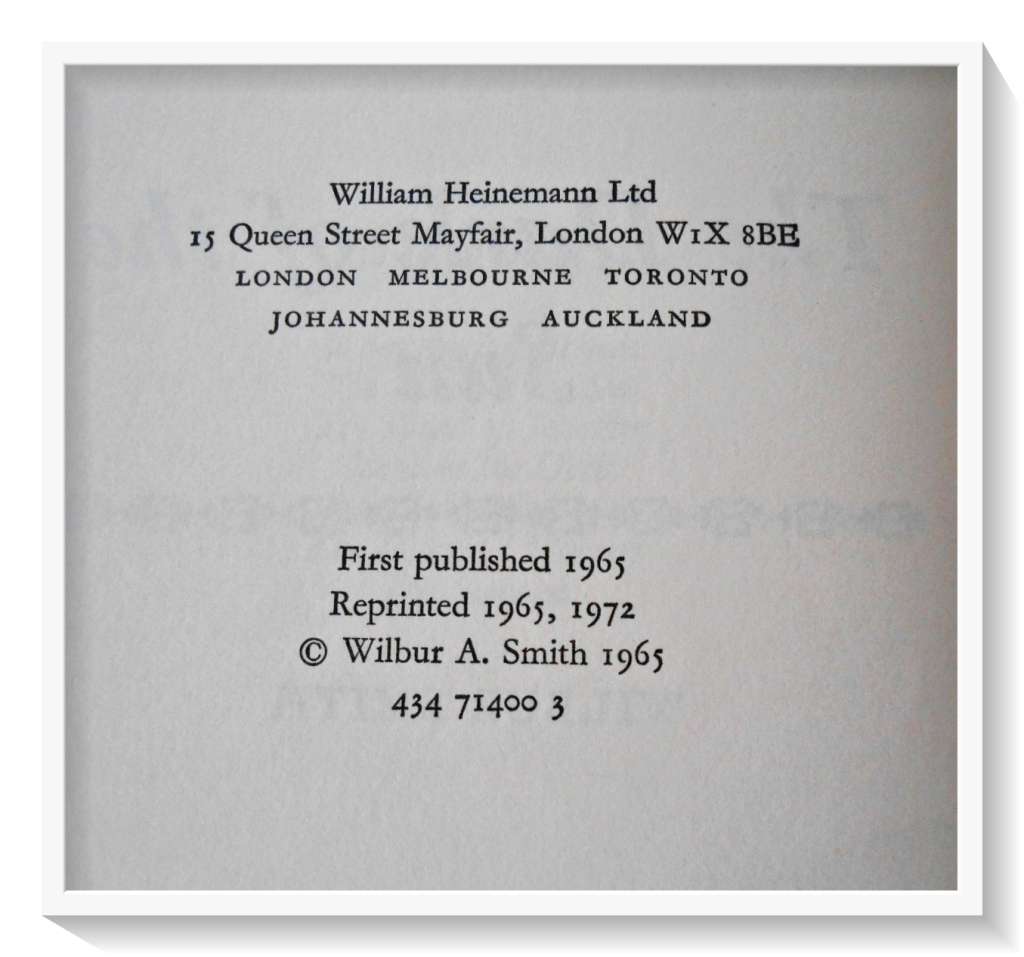 William Heinemann Ltd
15 Queen Street Mayfair, London W1X 8BE
LONDON MELBOURNE TORONTO
JOHANNESBURG AUCKLAND
First published 1965
Reprinted 1965, 1972
© Wilbur A. Smith 1965
434 71400 3